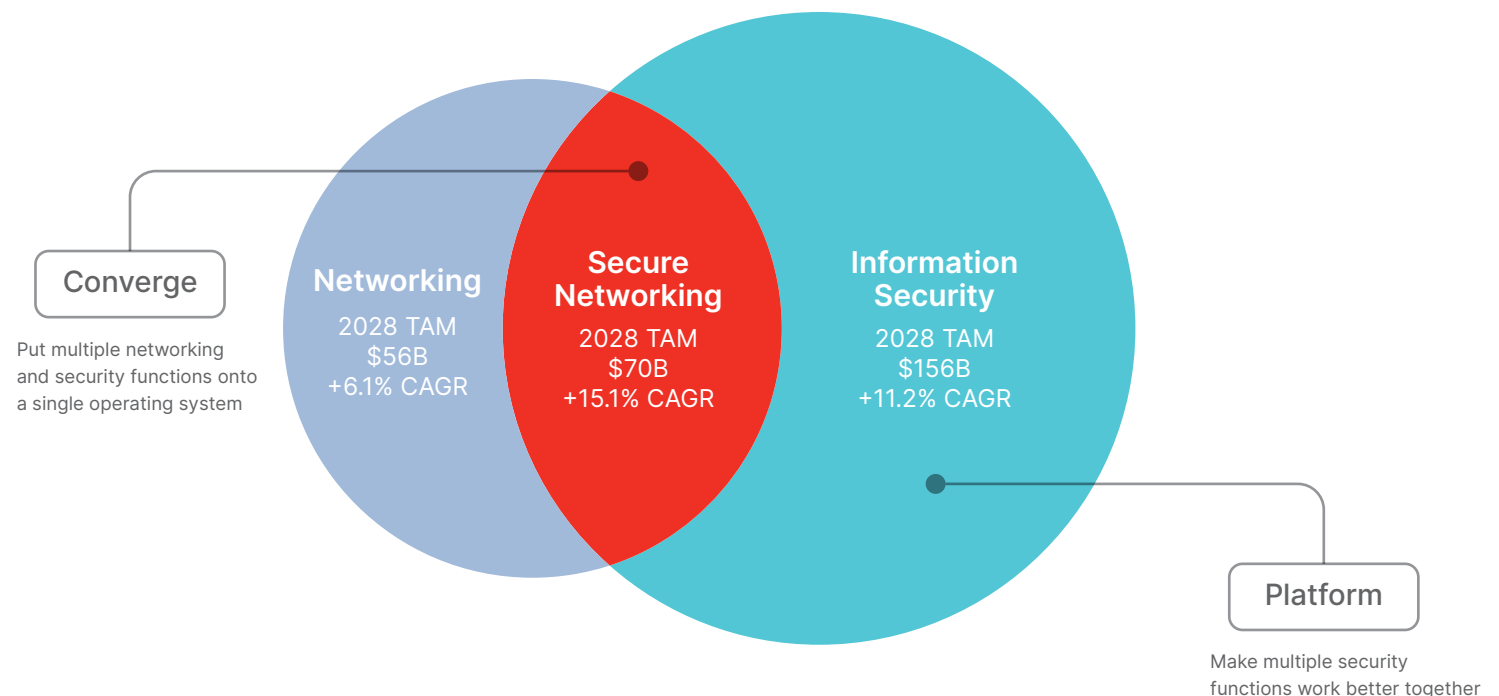 Converge
Put multiple networking
and security functions onto
a single operating system
Networking
2028 TAM
$56B
+6.1% CAGR
Secure
Networking
2028 TAM
$70B
+15.1% CAGR
Information
Security
2028 TAM
$156B
+11.2% CAGR
Platform
Make multiple security
functions work better together